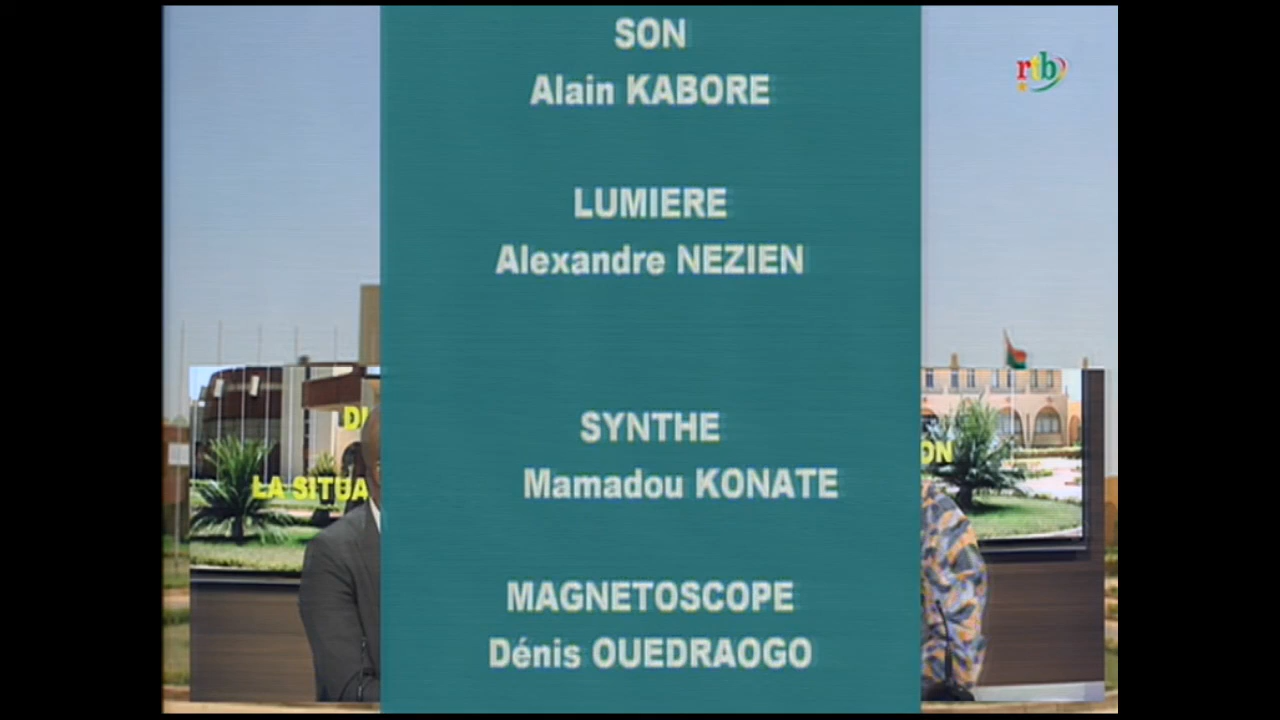 SON
rtb
Alain KABORE
LUMIERE
Alexandre NEZIEN
SYNTHE
Mamadou KONATE
LA SITUA
MAGNETOSCOPE
Dénis OUEDRAOGO